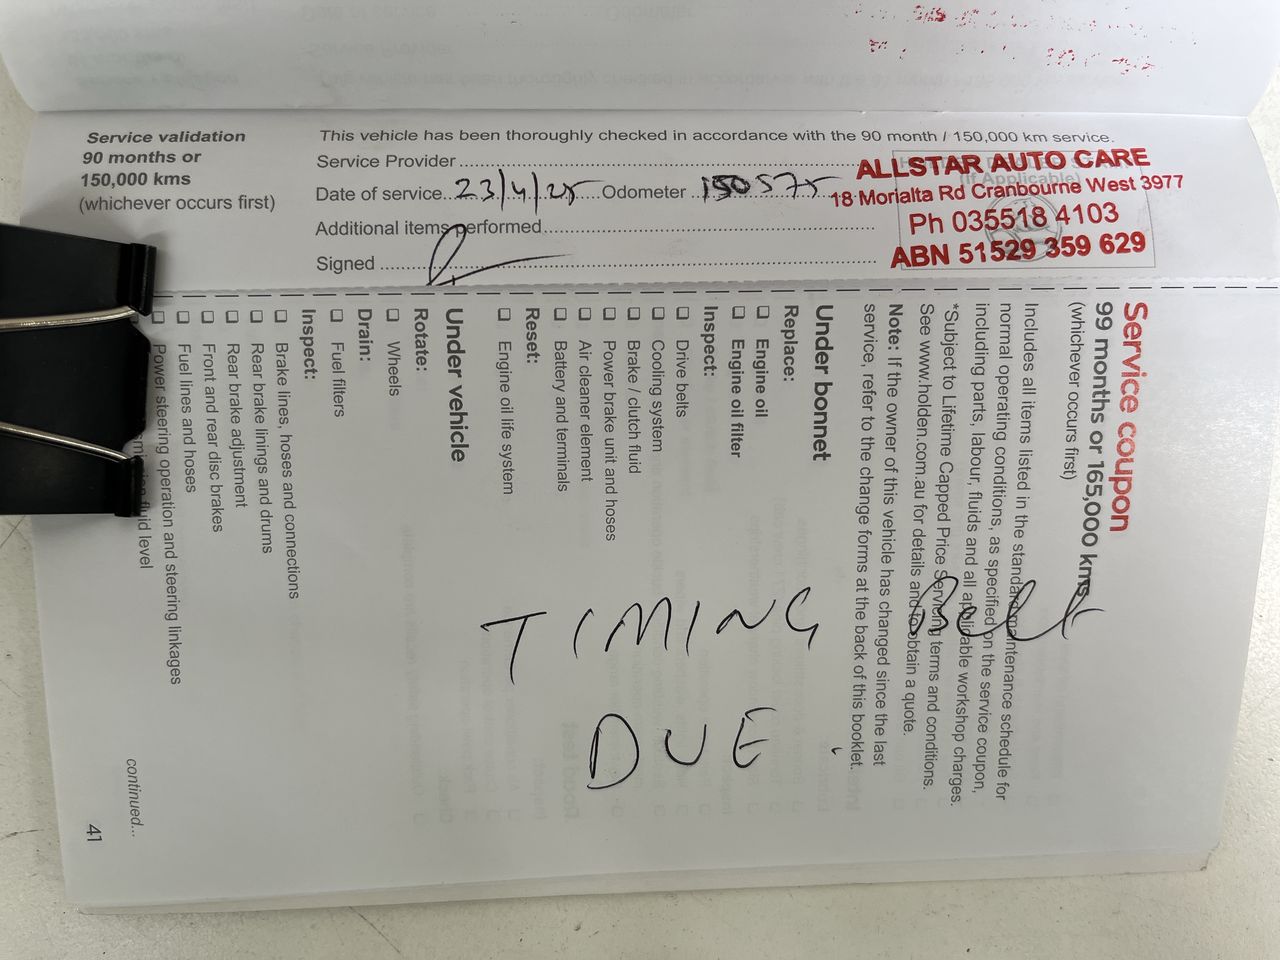 Service validation
90 months or
150,000 kms
(whichever occurs first)
This vehicle has been thoroughly checked in accordance with the 90 month / 150,000 km service.
Service Provider
Date of service 23/4/25 Odometer 150575
Additional items performed
Signed
ALLSTAR AUTO CARE
18 Morialta Rd Cranbourne West 3977
Ph 035518 4103
ABN 51529 359 629
(If Applicable)
Service coupon
99 months or 165,000 kms
(whichever occurs first)
Includes all items listed in the standard maintenance schedule for
normal operating conditions, as specified on the service coupon,
including parts, labour, fluids and all applicable workshop charges.
*Subject to Lifetime Capped Price Servicing terms and conditions.
See www.holden.com.au for details and to obtain a quote.
Note: If the owner of this vehicle has changed since the last
service, refer to the change forms at the back of this booklet.
Under bonnet
Replace:
Engine oil
Engine oil filter
Inspect:
Drive belts
Cooling system
Brake / clutch fluid
Power brake unit and hoses
Air cleaner element
Battery and terminals
Reset:
Engine oil life system
Under vehicle
Rotate:
Wheels
Drain:
Fuel filters
Inspect:
Brake lines, hoses and connections
Rear brake linings and drums
Rear brake adjustment
Front and rear disc brakes
Fuel lines and hoses
Power steering operation and steering linkages
fluid level
continued...
41
TIMING Belt
DUE